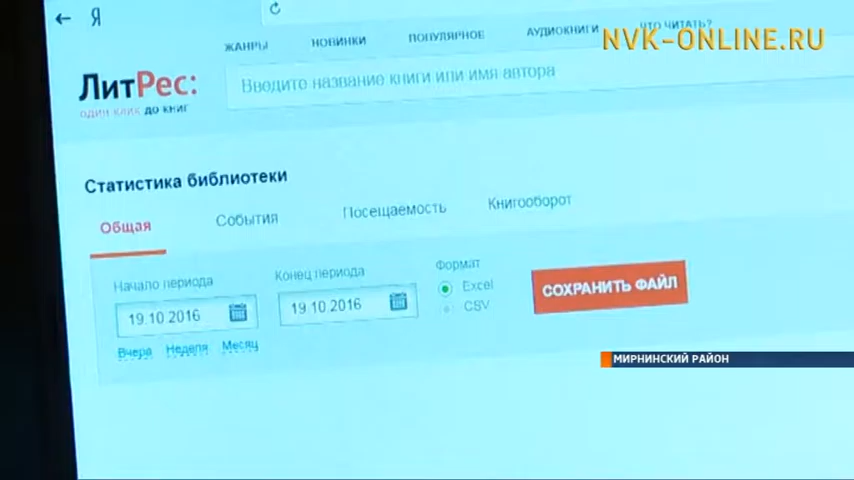 Я
ЖАНРЫ НОВИНКИ ПОПУЛЯРНОЕ АУДИОКНИГИ ЧТО ЧИТАТЬ?
NVK-ONLINE.RU
ЛитРес:
один клик до книг
Введите название книги или имя автора
Статистика библиотеки
Общая События Посещаемость Книгооборот
Начало периода Конец периода Формат
19.10.2016 19.10.2016 Excel
CSV
СОХРАНИТЬ ФАЙЛ
Вчера Неделя Месяц
МИРНИНСКИЙ РАЙОН